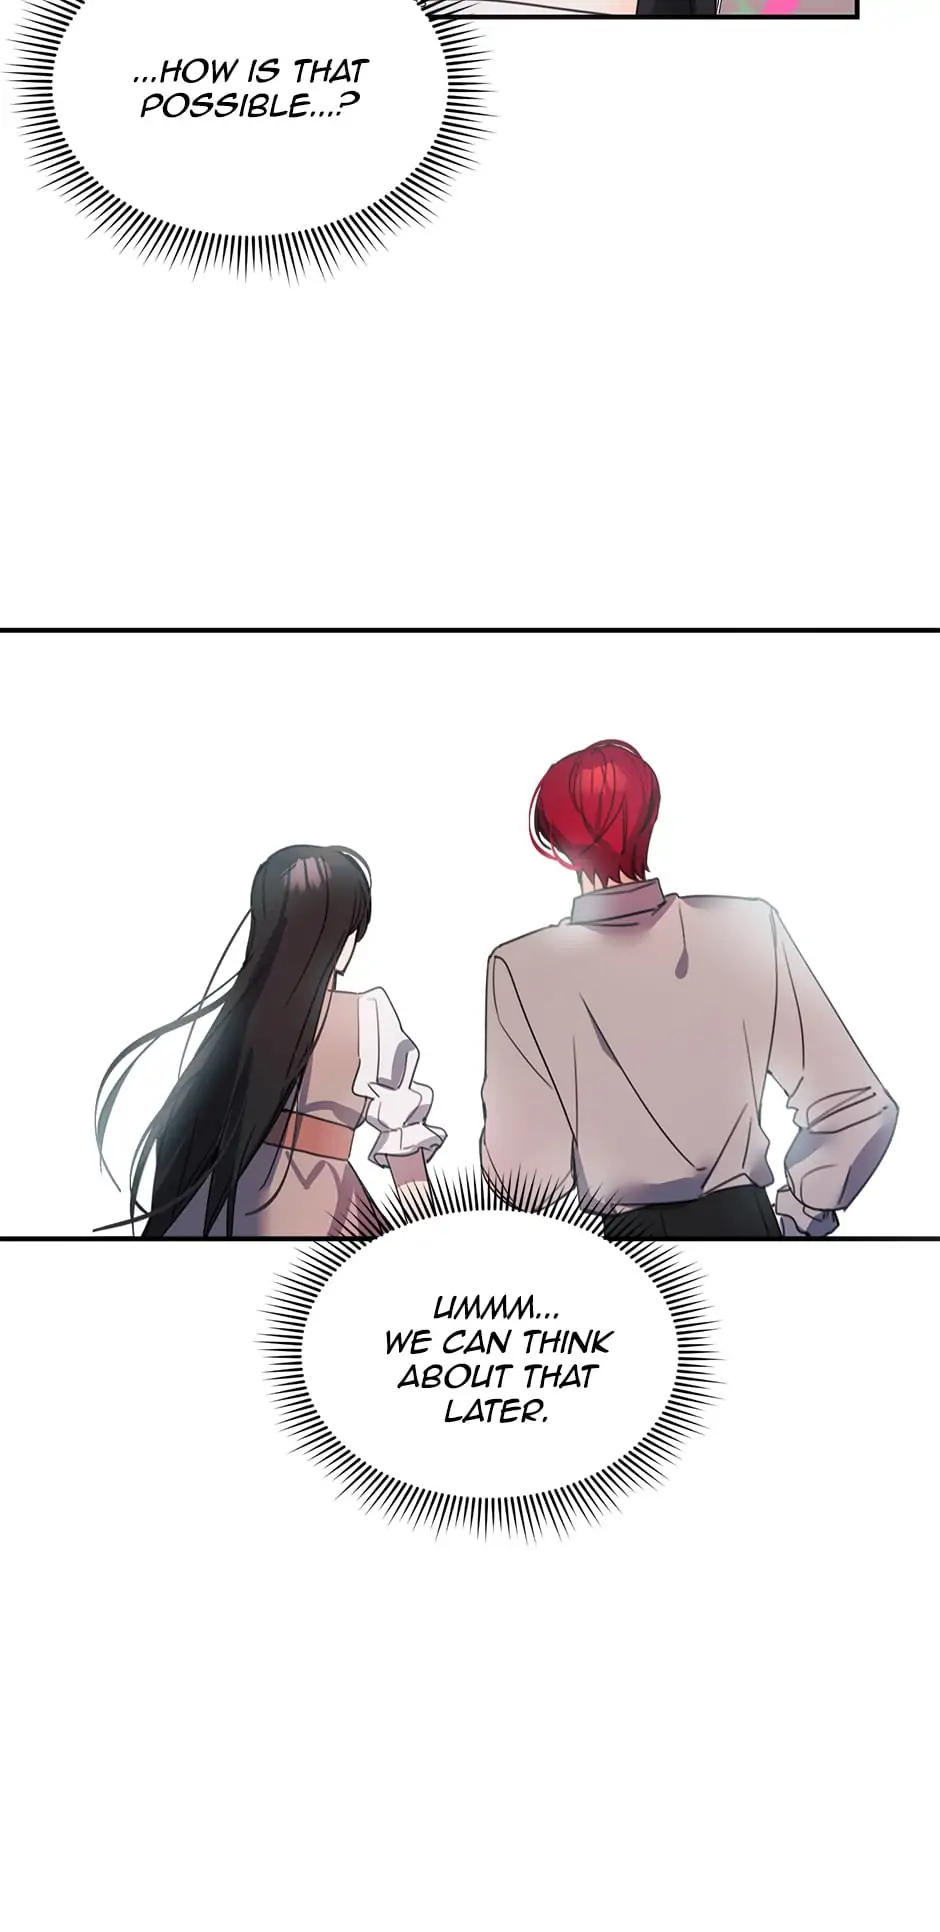 ...HOW IS THAT
POSSIBLE...?
UMMM...
WE CAN THINK
ABOUT THAT
LATER.